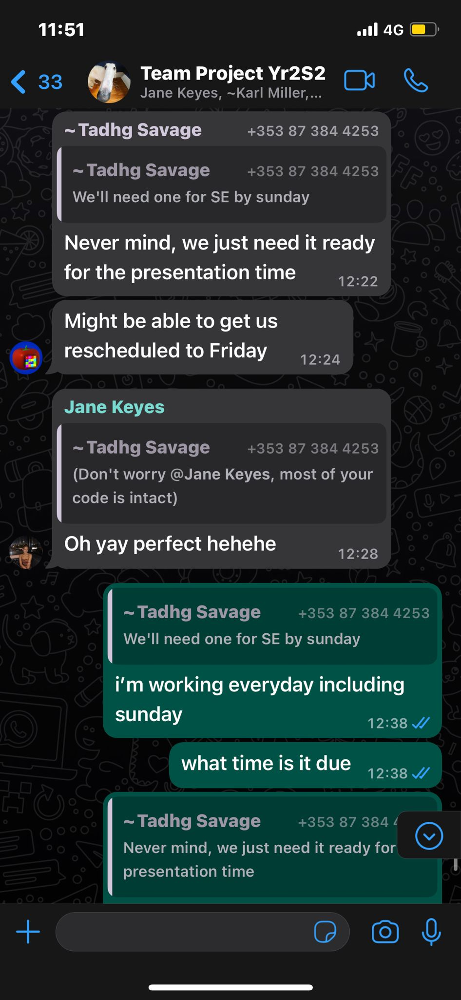 11:51
4G
33
Team Project Yr2S2
Jane Keyes, ~Karl Miller,...
~Tadhg Savage +353 87 384 4253
~Tadhg Savage +353 87 384 4253
We'll need one for SE by sunday
Never mind, we just need it ready
for the presentation time
12:22
Might be able to get us
rescheduled to Friday
12:24
Jane Keyes
~Tadhg Savage +353 87 384 4253
(Don't worry @Jane Keyes, most of your
code is intact)
Oh yay perfect hehehe
12:28
~Tadhg Savage +353 87 384 4253
We'll need one for SE by sunday
i'm working everyday including
sunday
12:38
what time is it due
12:38
~Tadhg Savage +353 87 384
Never mind, we just need it ready for
presentation time